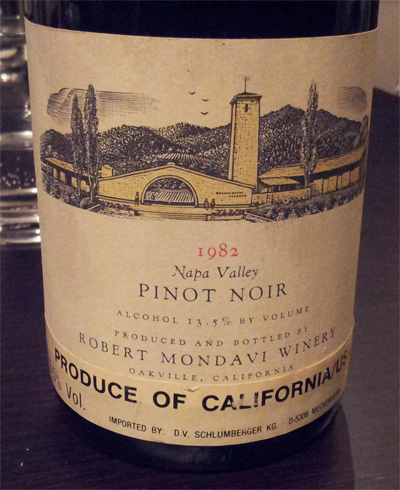 1982
Napa Valley
PINOT NOIR
ALCOHOL 13.5% BY VOLUME
PRODUCED AND BOTTLED BY
ROBERT MONDAVI WINERY
OAKVILLE, CALIFORNIA
PRODUCE OF CALIFORNIA/US
% Vol.
IMPORTED BY: D.V. SCHLUMBERGER KG. D-5309